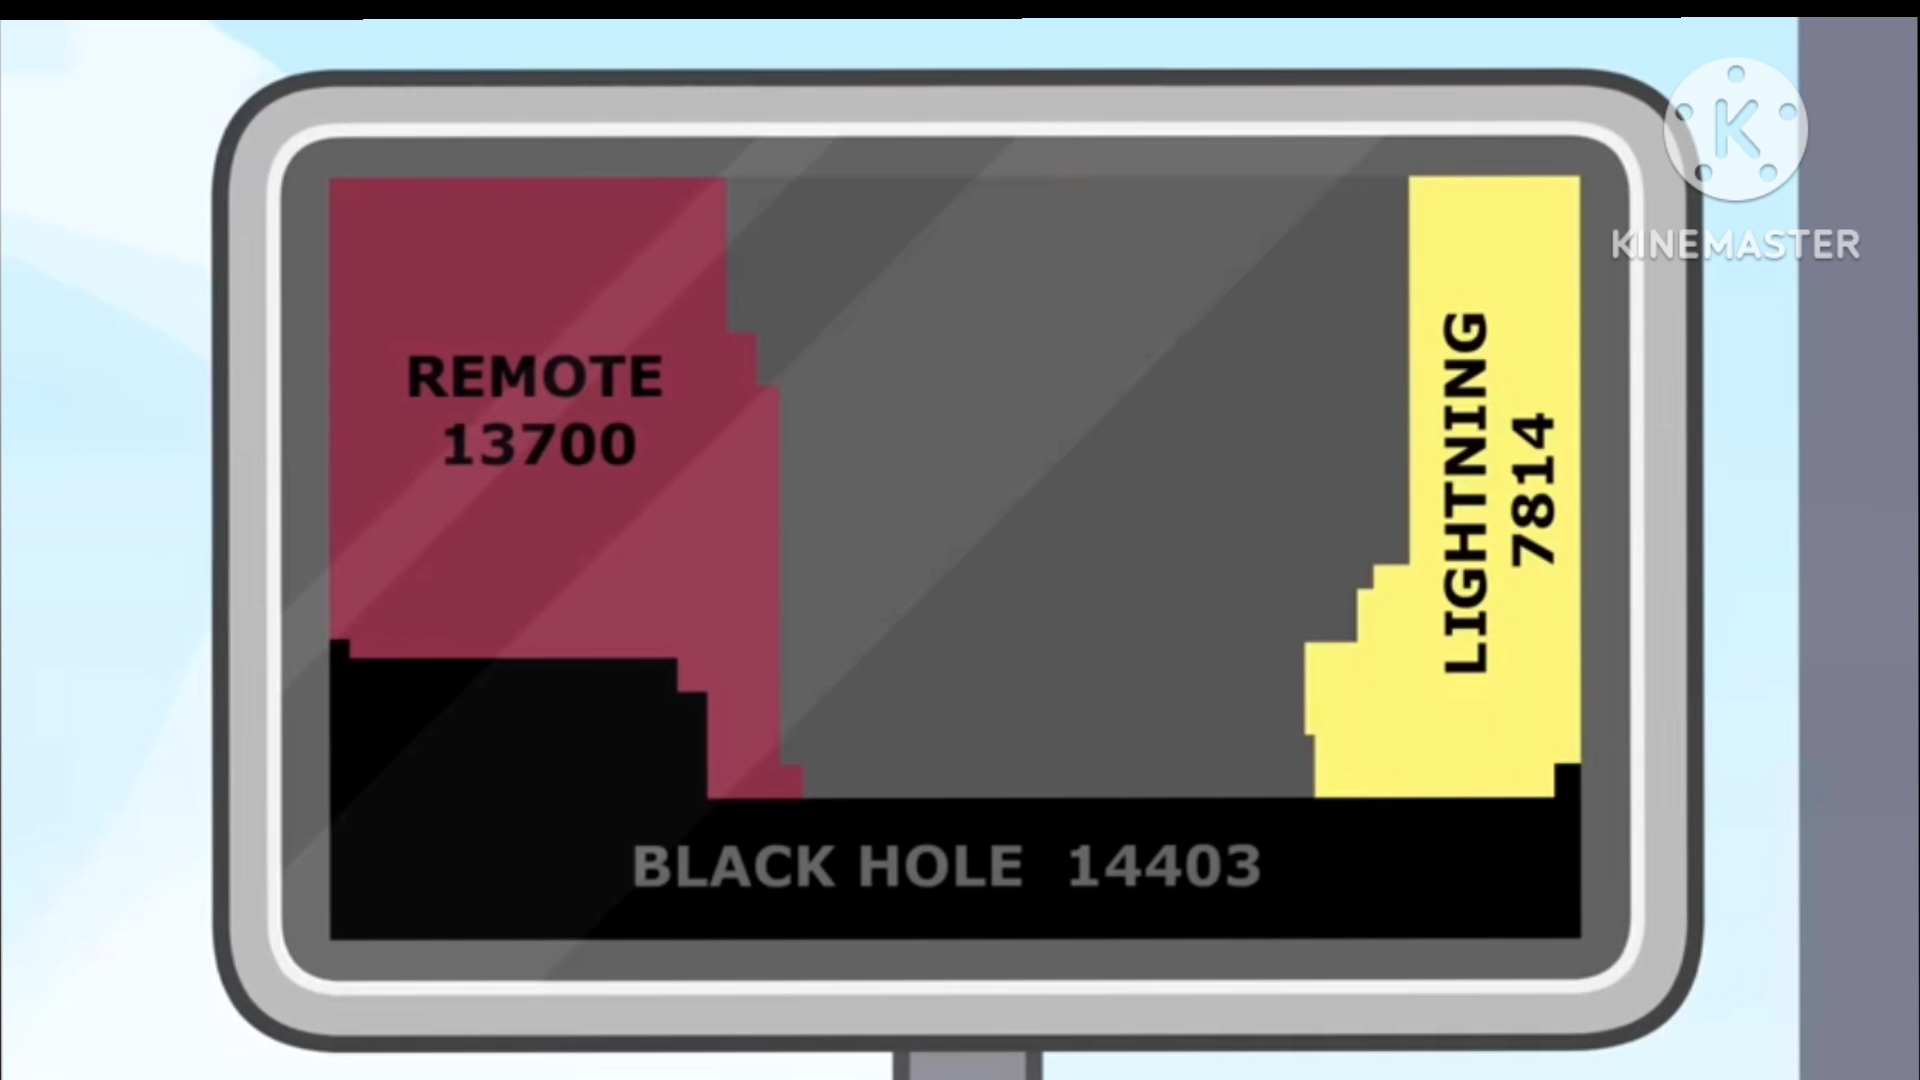 REMOTE
13700
LIGHTNING
7814
BLACK HOLE 14403
K
KINEMASTER